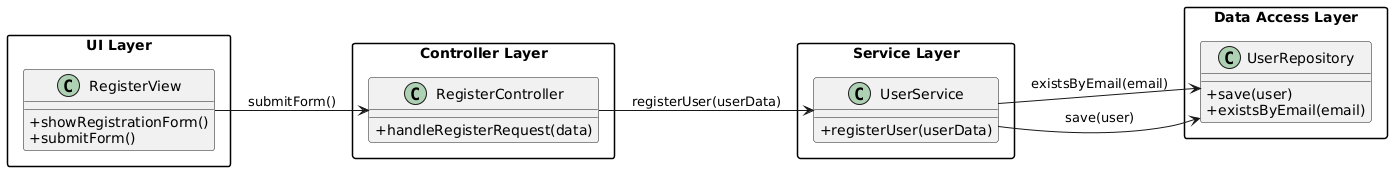 UI Layer
C RegisterView
+showRegistrationForm()
+submitForm()
submitForm()
Controller Layer
C RegisterController
+handleRegisterRequest(data)
registerUser(userData)
Service Layer
C UserService
+registerUser(userData)
existsByEmail(email)
save(user)
Data Access Layer
C UserRepository
+save(user)
+existsByEmail(email)